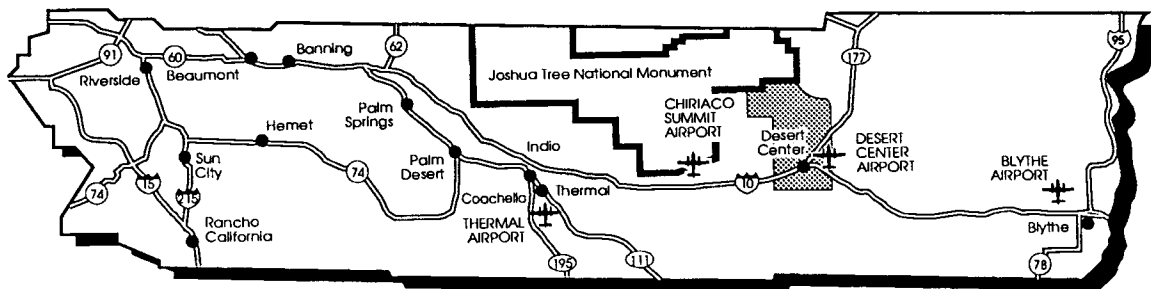 91
60
62
95
Banning
177
Riverside
Beaumont
Joshua Tree National Monument
CHIRIACO
SUMMIT
AIRPORT
Palm
Springs
Hemet
Desert
Center
DESERT
CENTER
AIRPORT
Indio
Sun
City
Palm
Desert
BLYTHE
AIRPORT
74
15
215
74
10
Coachella
Thermal
Rancho
California
THERMAL
AIRPORT
Blythe
195
111
78